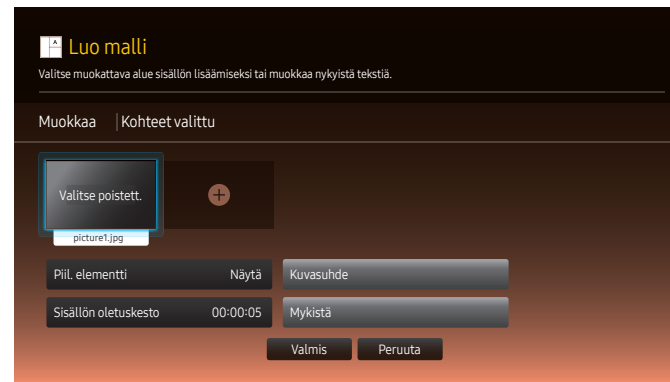 A
Luo malli
Valitse muokattava alue sisällön lisäämiseksi tai muokkaa nykyistä tekstiä.
Muokkaa | Kohteet valittu
Valitse poistett.
picture1.jpg
Piil. elementti Näytä Kuvasuhde
Sisällön oletuskesto 00:00:05 Mykistä
Valmis Peruuta